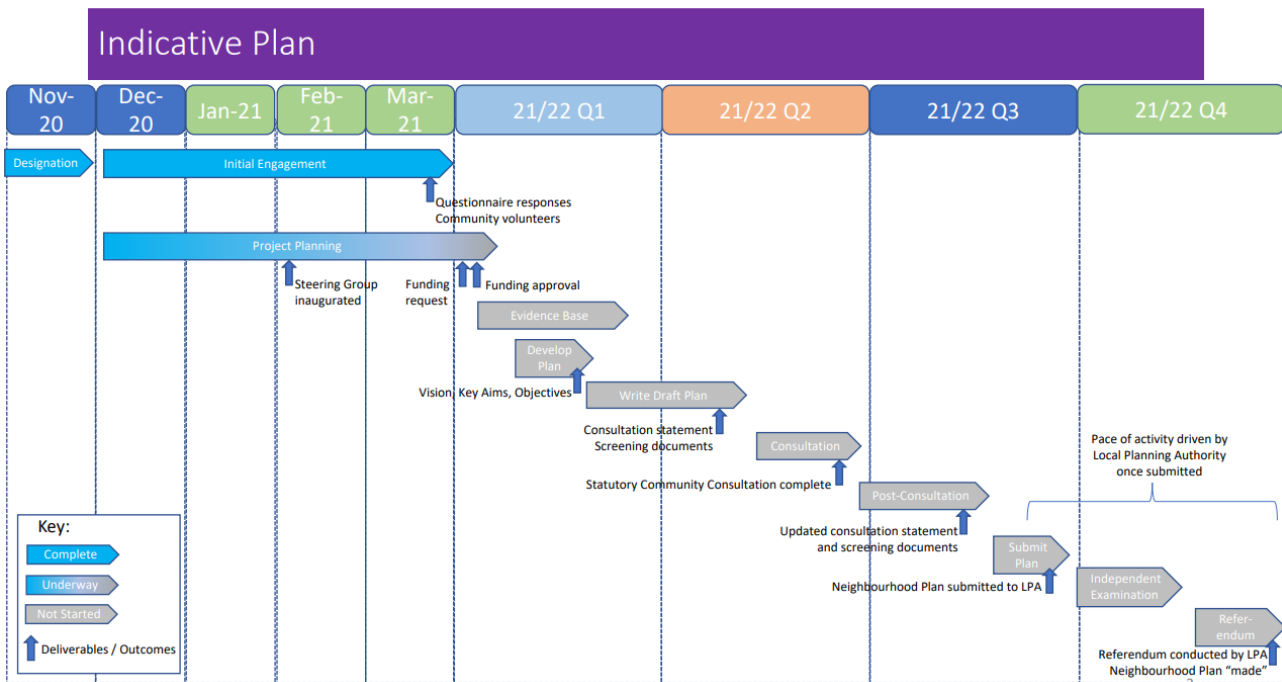 Indicative Plan
Nov-
20
Dec-
20
Jan-21
Feb-
21
Mar-
21
21/22 Q1
21/22 Q2
21/22 Q3
21/22 Q4
Designation
Initial Engagement
Questionnaire responses
Community volunteers
Project Planning
Steering Group
inaugurated
Funding
request
Funding approval
Evidence Base
Develop
Plan
Vision, Key Aims, Objectives
Write Draft Plan
Consultation statement
Screening documents
Consultation
Statutory Community Consultation complete
Pace of activity driven by
Local Planning Authority
once submitted
Post-Consultation
Updated consultation statement
and screening documents
Submit
Plan
Neighbourhood Plan submitted to LPA
Independent
Examination
Refer-
endum
Referendum conducted by LPA
Neighbourhood Plan “made”
Key:
Complete
Underway
Not Started
Deliverables / Outcomes